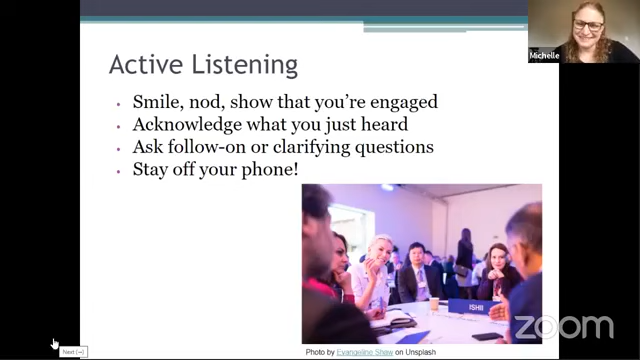 Active Listening
Michelle
Smile, nod, show that you're engaged
Acknowledge what you just heard
Ask follow-on or clarifying questions
Stay off your phone!
ISHII
zoom
Next (→)
Photo by Evangeline Shaw on Unsplash